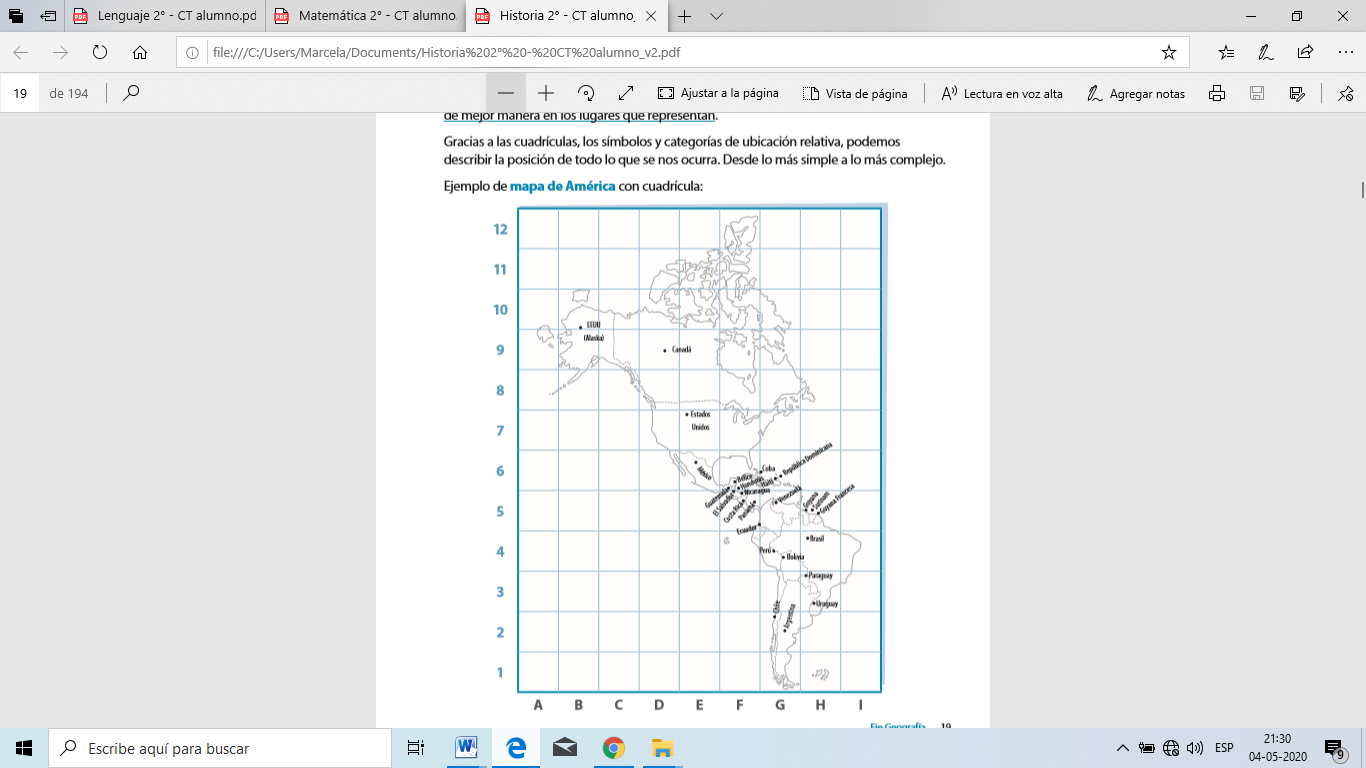 Lenguaje 2° - CT alumno.pd
Matemática 2° - CT alumno
Historia 2° - CT alumno_
file:///C:/Users/Marcela/Documents/Historia%202°%20-%20CT%20alumno_v2.pdf
19 de 194
Ajustar a la página
Vista de página
Lectura en voz alta
Agregar notas
de mejor manera en los lugares que representan.
Gracias a las cuadrículas, los símbolos y categorías de ubicación relativa, podemos
describir la posición de todo lo que se nos ocurra. Desde lo más simple a lo más complejo.
Ejemplo de mapa de América con cuadrícula:
12
11
10
EEUU
(Alaska)
9
Canadá
8
Estados
Unidos
7
6
México
Cuba
República Dominicana
Haití
Belice
Honduras
Nicaragua
Guatemala
El Salvador
Costa Rica
Panamá
Venezuela
Guyana
Surinam
Guyana Francesa
5
Ecuador
Brasil
4
Perú
Bolivia
Paraguay
3
Chile
Uruguay
Argentina
2
1
A B C D E F G H I
Eje Geografía 19
Escribe aquí para buscar
ESP
21:30
04-05-2020
9